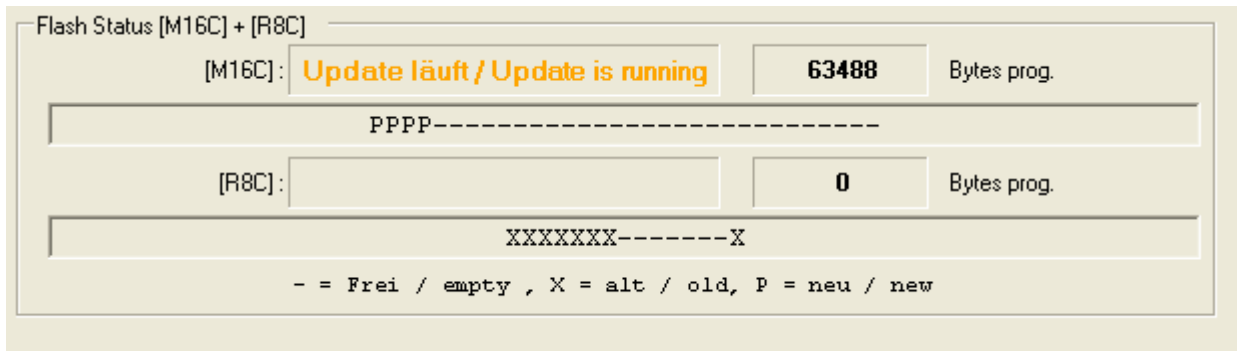 Flash Status [M16C] + [R8C]
[M16C] : Update läuft / Update is running 63488 Bytes prog.
PPPP----------------------------
[R8C] : 0 Bytes prog.
XXXXXXX-------X
- = Frei / empty , X = alt / old, P = neu / new